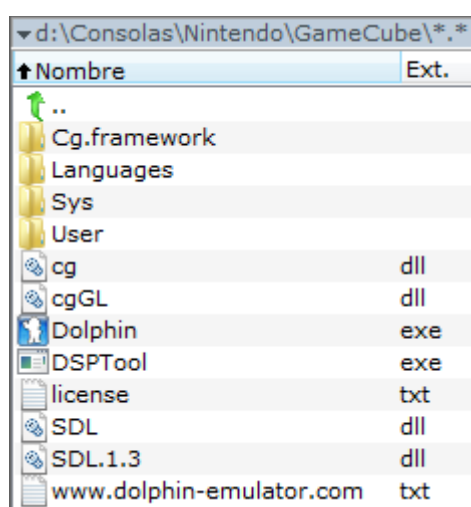 d:\Consolas\Nintendo\GameCube\*.*
Nombre Ext.
..
Cg.framework
Languages
Sys
User
cg dll
cgGL dll
Dolphin exe
DSPTool exe
license txt
SDL dll
SDL.1.3 dll
www.dolphin-emulator.com txt